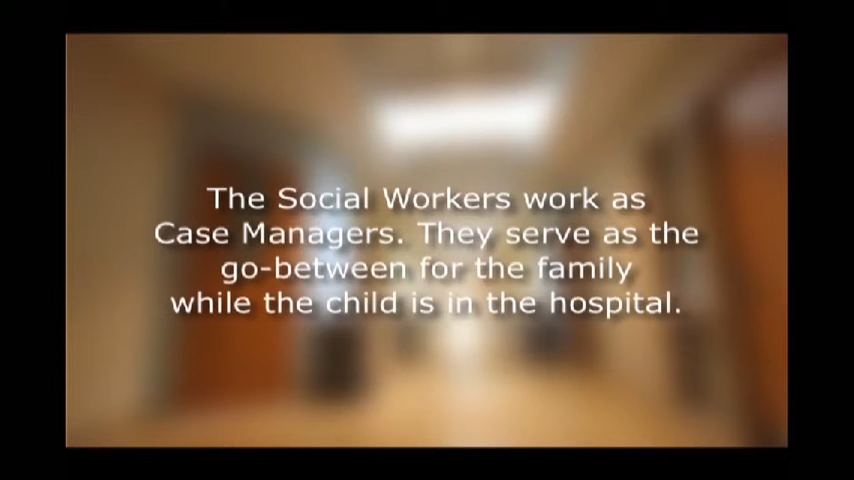 The Social Workers work as
Case Managers. They serve as the
go-between for the family
while the child is in the hospital.